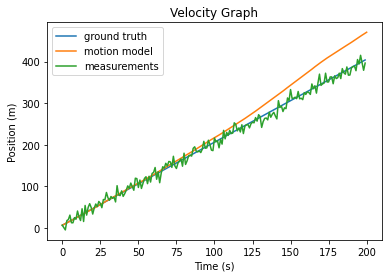 Velocity Graph
ground truth
motion model
measurements
Position (m)
400
300
200
100
0
0 25 50 75 100 125 150 175 200
Time (s)